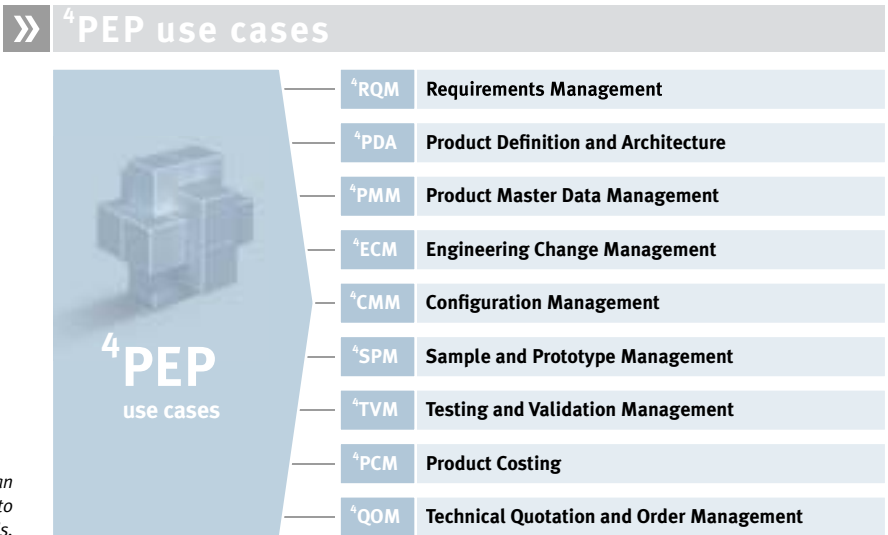 » ⁴PEP use cases
⁴RQM Requirements Management
⁴PDA Product Definition and Architecture
⁴PMM Product Master Data Management
⁴ECM Engineering Change Management
⁴CMM Configuration Management
⁴SPM Sample and Prototype Management
⁴TVM Testing and Validation Management
⁴PCM Product Costing
⁴QOM Technical Quotation and Order Management
⁴PEP
use cases
to